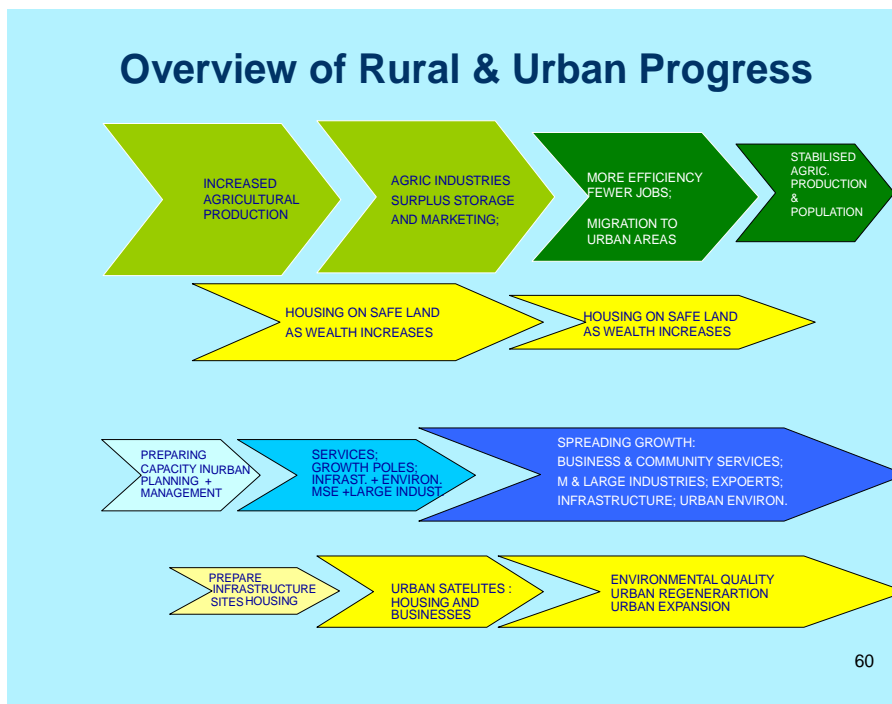 Overview of Rural & Urban Progress
INCREASED
AGRICULTURAL
PRODUCTION
AGRIC INDUSTRIES
SURPLUS STORAGE
AND MARKETING;
MORE EFFICIENCY
FEWER JOBS;
MIGRATION TO
URBAN AREAS
STABILISED
AGRIC.
PRODUCTION
&
POPULATION
HOUSING ON SAFE LAND
AS WEALTH INCREASES
HOUSING ON SAFE LAND
AS WEALTH INCREASES
PREPARING
CAPACITY IN URBAN
PLANNING +
MANAGEMENT
SERVICES;
GROWTH POLES;
INFRAST. + ENVIRON.
MSE +LARGE INDUST.
SPREADING GROWTH:
BUSINESS & COMMUNITY SERVICES;
M & LARGE INDUSTRIES; EXPOERTS;
INFRASTRUCTURE; URBAN ENVIRON.
PREPARE
INFRASTRUCTURE
SITES HOUSING
URBAN SATELITES :
HOUSING AND
BUSINESSES
ENVIRONMENTAL QUALITY
URBAN REGENERARTION
URBAN EXPANSION
60